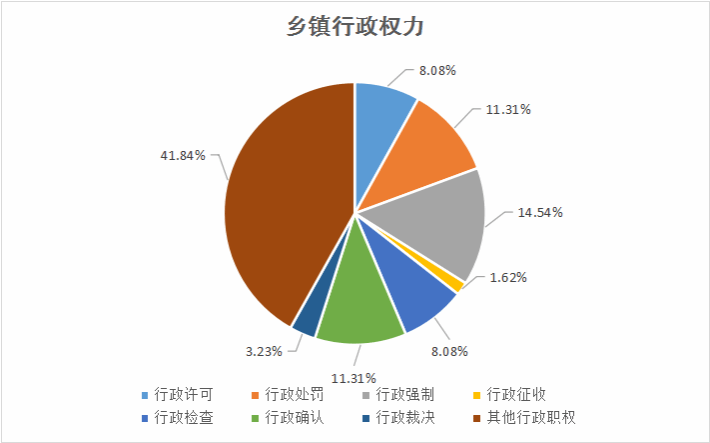 乡镇行政权力
8.08%
11.31%
41.84%
14.54%
1.62%
3.23%
8.08%
11.31%
行政许可 行政处罚 行政强制 行政征收
行政检查 行政确认 行政裁决 其他行政职权